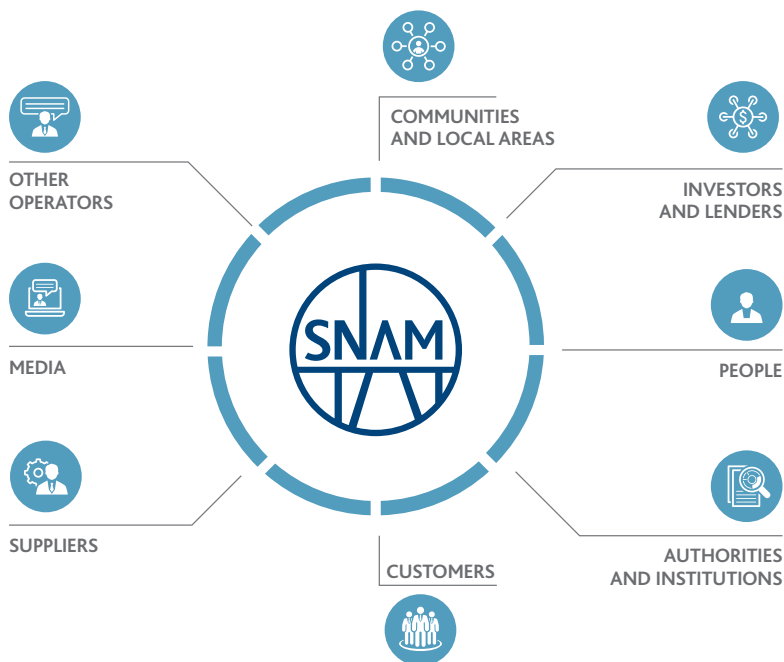 COMMUNITIES
AND LOCAL AREAS
OTHER
OPERATORS
INVESTORS
AND LENDERS
SNAM
MEDIA
PEOPLE
SUPPLIERS
AUTHORITIES
AND INSTITUTIONS
CUSTOMERS
$